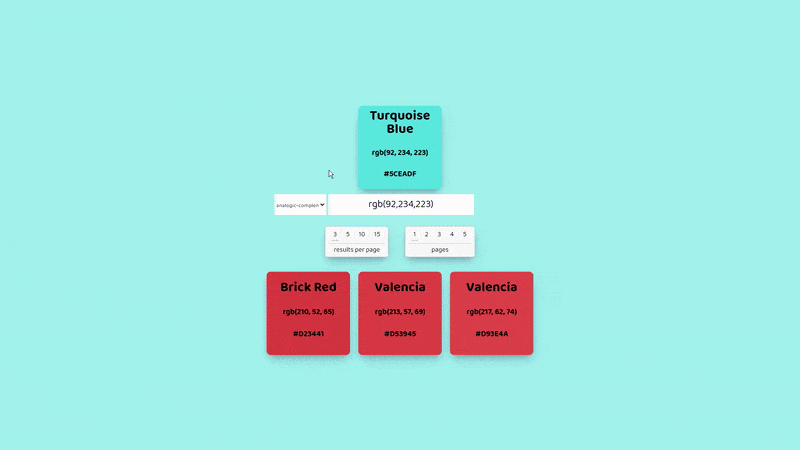 Turquoise
Blue
rgb(92, 234, 223)
#5CEADF
analogic-complen
rgb(92,234,223)
3 5 10 15
results per page
1 2 3 4 5
pages
Brick Red
rgb(210, 52, 65)
#D23441
Valencia
rgb(213, 57, 69)
#D53945
Valencia
rgb(217, 62, 74)
#D93E4A